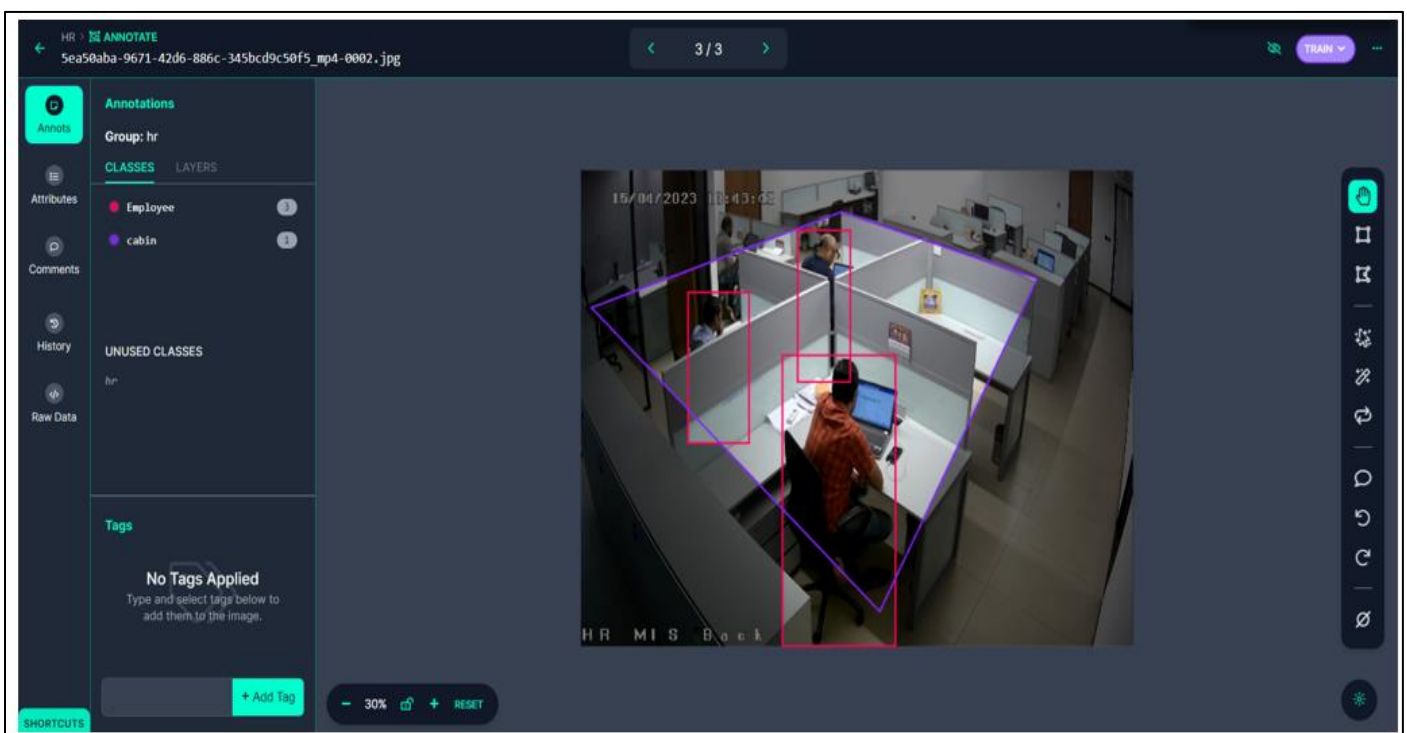 HR > ANNOTATE
5ea50aba-9671-42d6-886c-345bcd9c50f5_mp4-0002.jpg
3 / 3
TRAIN
Annots
Attributes
Comments
History
Raw Data
SHORTCUTS
Annotations
Group: hr
CLASSES LAYERS
Employee 3
cabin 1
UNUSED CLASSES
hr
Tags
No Tags Applied
Type and select tags below to
add them to the image.
+ Add Tag
15/04/2023
HR MIS Back
- 30% + RESET